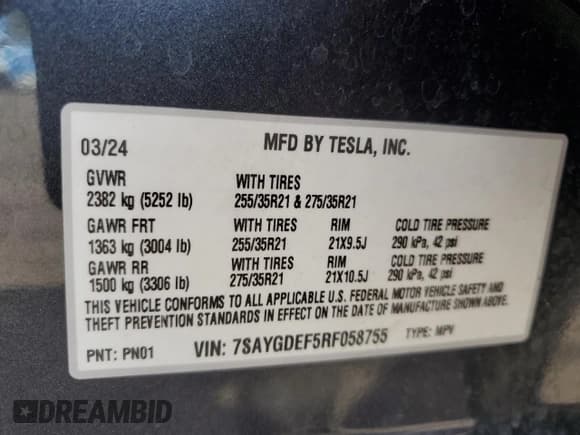 03/24 MFD BY TESLA, INC.
GVWR WITH TIRES
2382 kg (5252 lb) 255/35R21 & 275/35R21
GAWR FRT WITH TIRES RIM COLD TIRE PRESSURE
1363 kg (3004 lb) 255/35R21 21X9.5J 290 kPa, 42 psi
GAWR RR WITH TIRES RIM COLD TIRE PRESSURE
1500 kg (3306 lb) 275/35R21 21X10.5J 290 kPa, 42 psi
THIS VEHICLE CONFORMS TO ALL APPLICABLE U.S. FEDERAL MOTOR VEHICLE SAFETY AND
THEFT PREVENTION STANDARDS IN EFFECT ON THE DATE OF MANUFACTURE SHOWN ABOVE.
PNT: PN01 VIN: 7SAYGDEF5RF058755 TYPE: MPV
DREAMBID